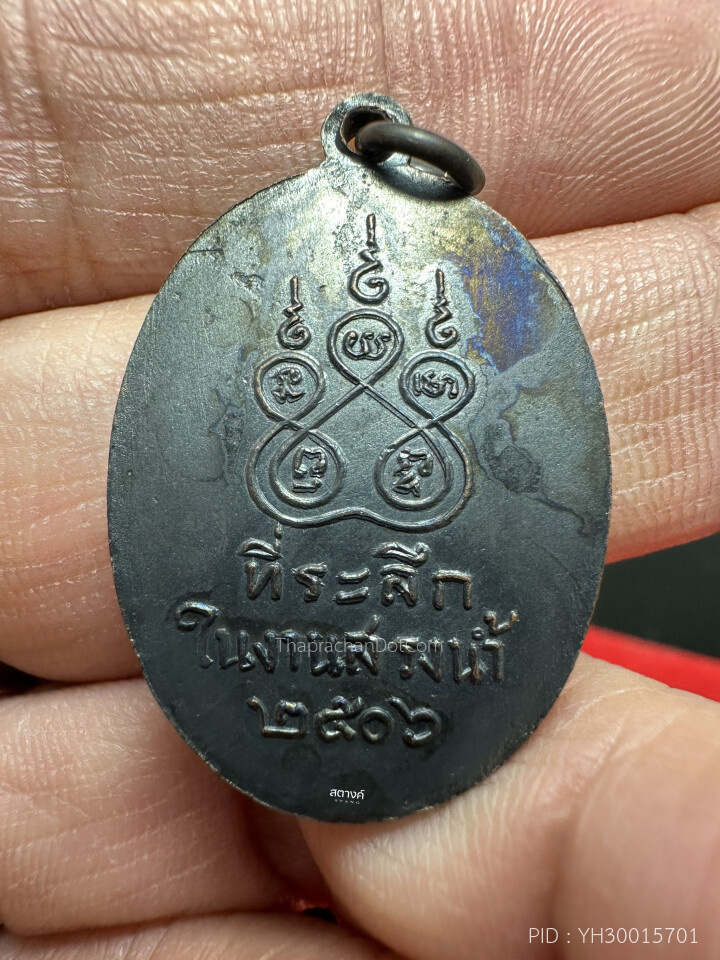 ที่ระลึก
ในงานสรงน้ำ
๒๕๐๖
ThaprachanDotCom
สตางค์
PID : YH30015701